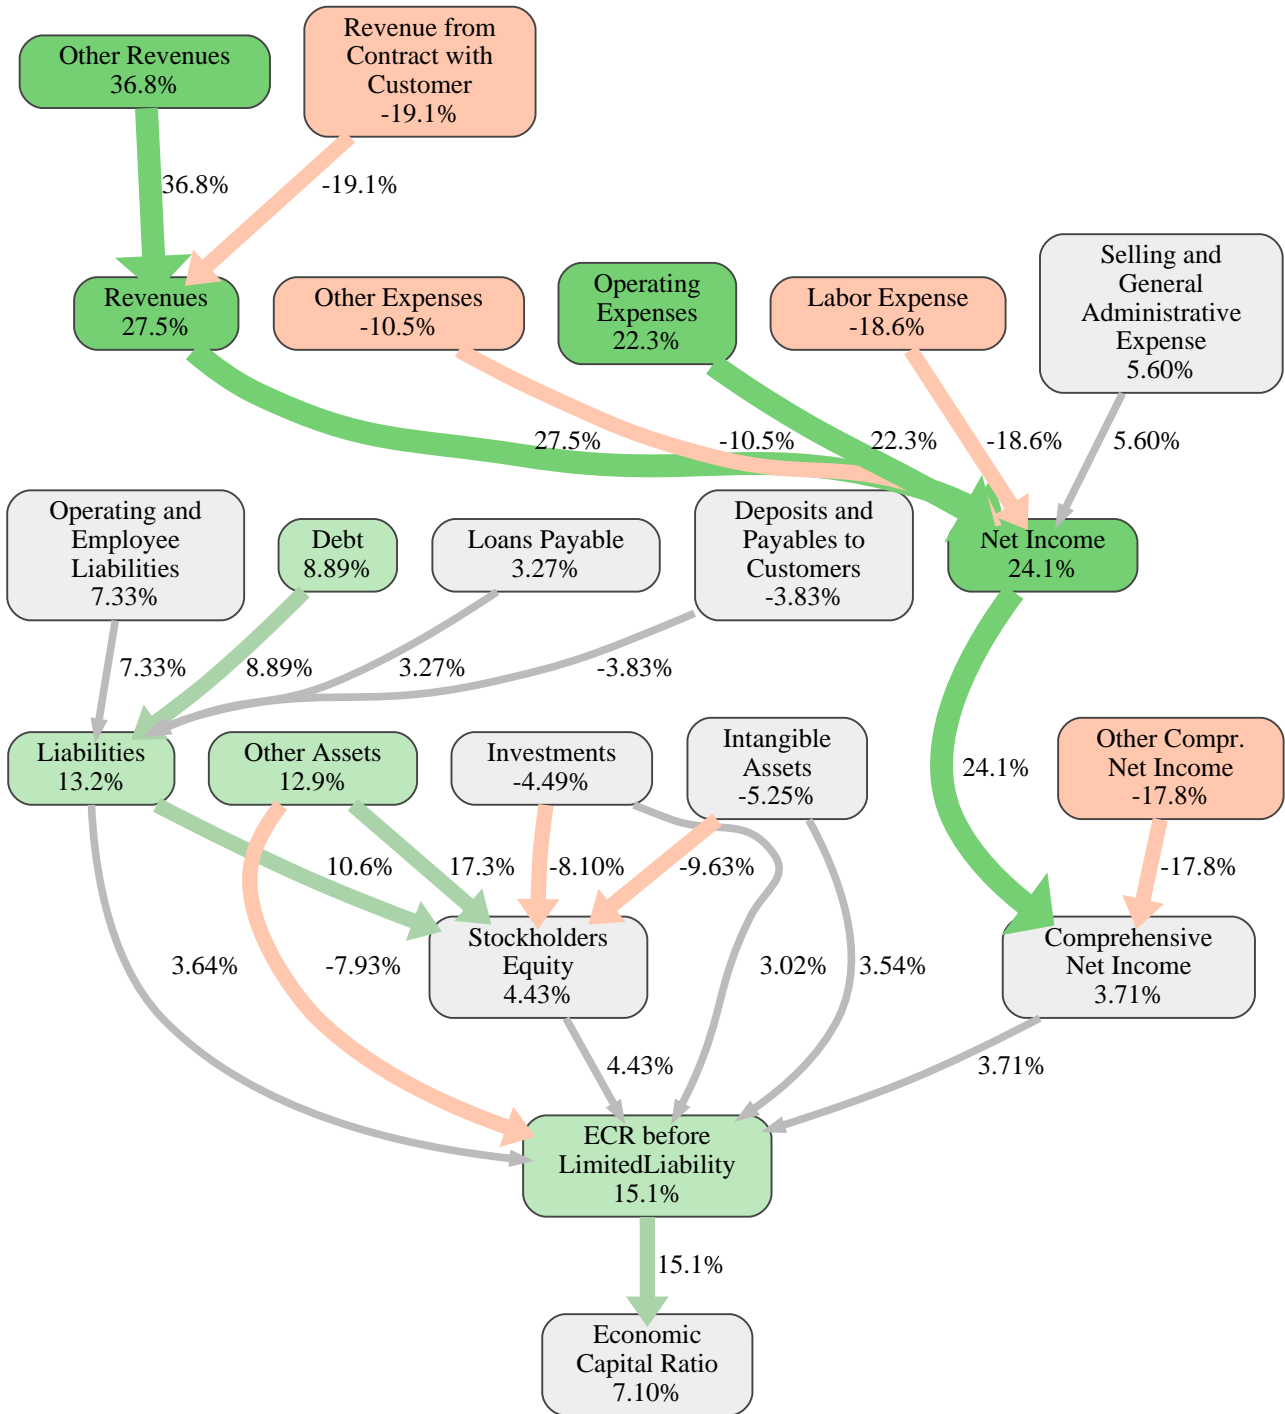 Other Revenues
36.8%
Revenue from
Contract with
Customer
-19.1%
36.8%
-19.1%
Revenues
27.5%
Other Expenses
-10.5%
Operating
Expenses
22.3%
Labor Expense
-18.6%
Selling and
General
Administrative
Expense
5.60%
27.5%
-10.5%
22.3%
-18.6%
5.60%
Operating and
Employee
Liabilities
7.33%
Debt
8.89%
Loans Payable
3.27%
Deposits and
Payables to
Customers
-3.83%
Net Income
24.1%
7.33%
8.89%
3.27%
-3.83%
24.1%
Liabilities
13.2%
Other Assets
12.9%
Investments
-4.49%
Intangible
Assets
-5.25%
Other Compr.
Net Income
-17.8%
10.6%
17.3%
-8.10%
-9.63%
-17.8%
3.64%
-7.93%
Stockholders
Equity
4.43%
3.02%
3.54%
Comprehensive
Net Income
3.71%
4.43%
3.71%
ECR before
LimitedLiability
15.1%
15.1%
Economic
Capital Ratio
7.10%